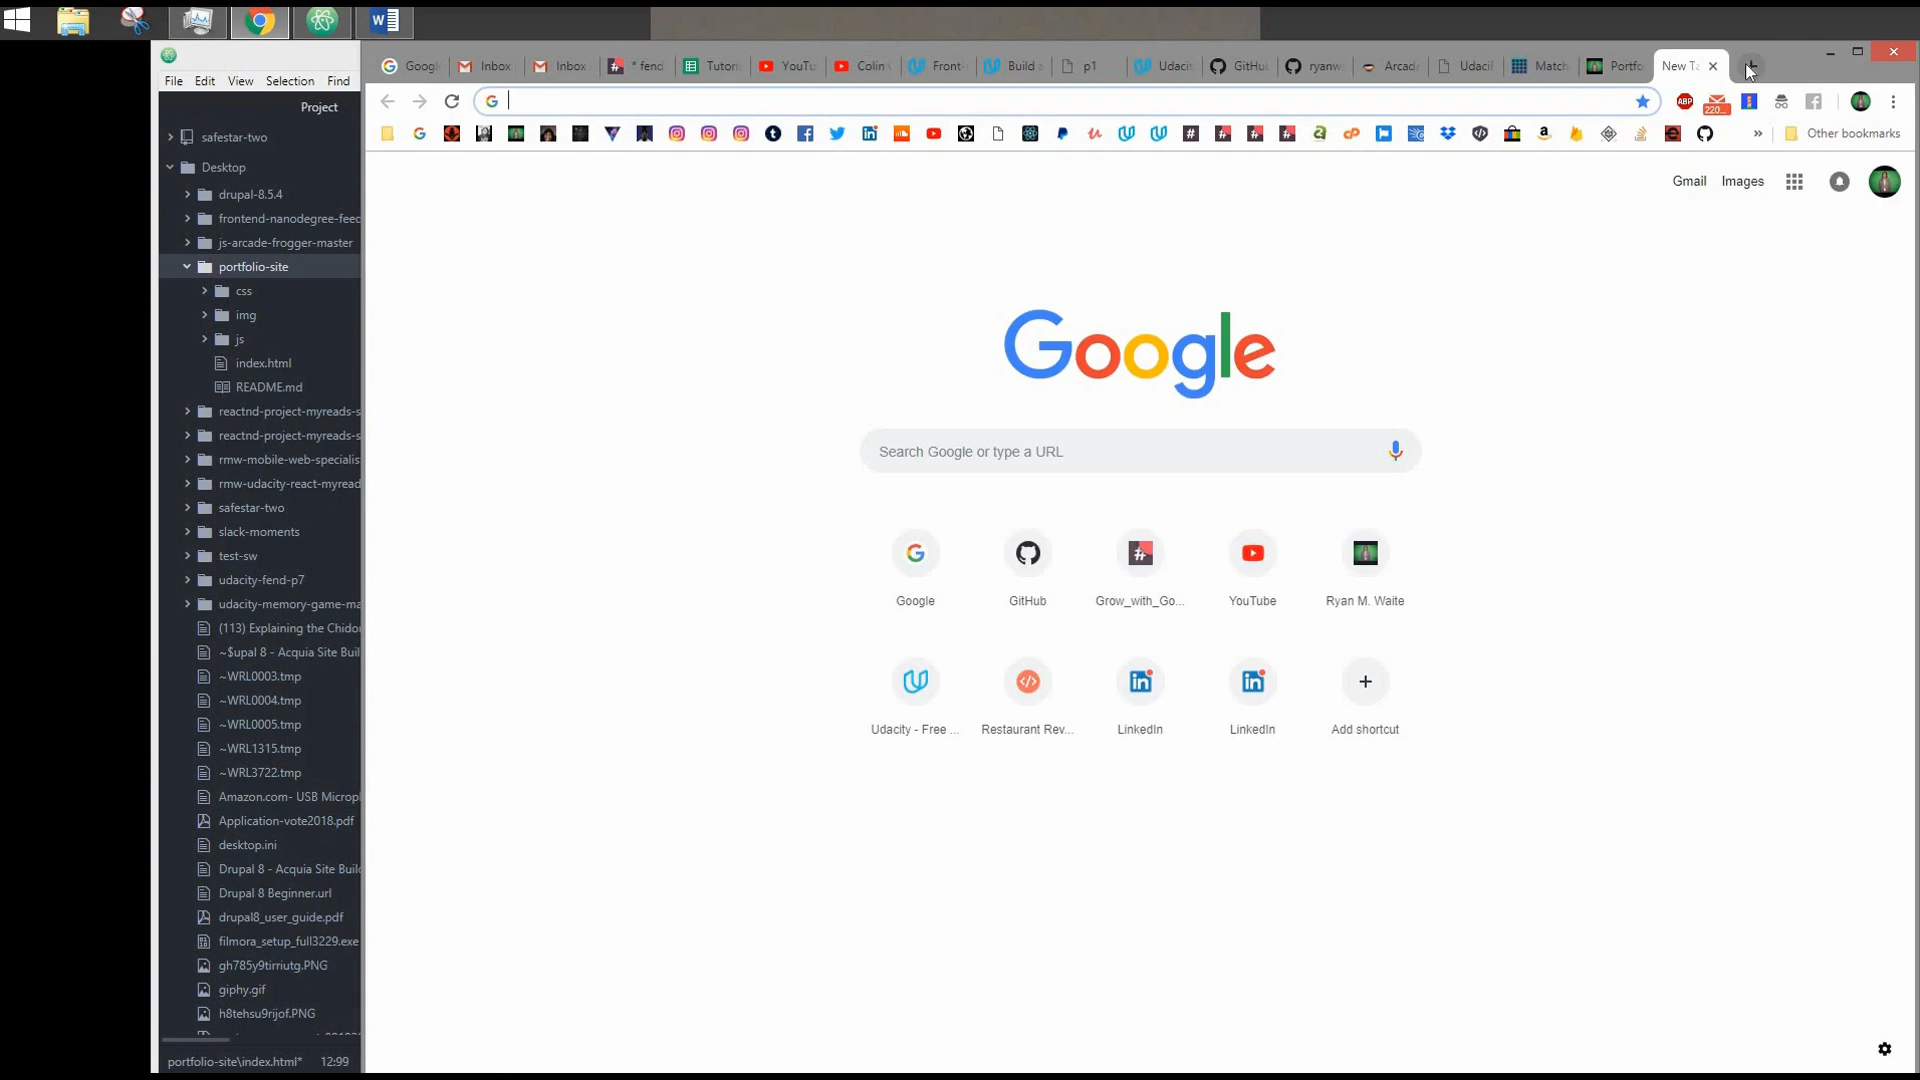 File Edit View Selection Find
Project
safestar-two
Desktop
drupal-8.5.4
frontend-nanodegree-feec
js-arcade-frogger-master
portfolio-site
css
img
js
index.html
README.md
reactnd-project-myreads-s
reactnd-project-myreads-s
rmw-mobile-web-specialis
rmw-udacity-react-myread
safestar-two
slack-moments
test-sw
udacity-fend-p7
udacity-memory-game-ma
(113) Explaining the Chido
~$upal 8 - Acquia Site Buil
~WRL0003.tmp
~WRL0004.tmp
~WRL0005.tmp
~WRL1315.tmp
~WRL3722.tmp
Amazon.com- USB Microp
Application-vote2018.pdf
desktop.ini
Drupal 8 - Acquia Site Buil
Drupal 8 Beginner.url
drupal8_user_guide.pdf
filmora_setup_full3229.exe
gh785y9tirriutg.PNG
giphy.gif
h8tehsu9rijof.PNG
portfolio-site\index.html* 12:99
Googl Inbox Inbox * fend Tutori YouTu Colin Front- Build a p1 Udacit GitHu ryanw Arcad Udacit Match Portfo New Ta
ABP
220...
Other bookmarks
Gmail Images
Google
Search Google or type a URL
Google GitHub Grow_with_Go... YouTube Ryan M. Waite
Udacity - Free ... Restaurant Rev... LinkedIn LinkedIn Add shortcut